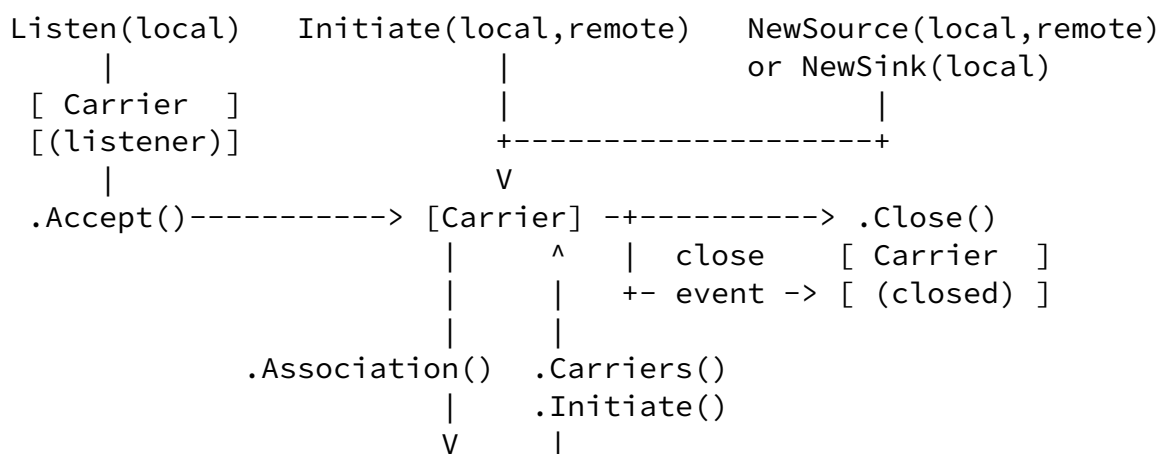 Listen(local)    Initiate(local,remote)    NewSource(local,remote)
     |                      |              or NewSink(local)
 [ Carrier  ]               |                      |
 [(listener)]               +----------------------+
     |                      V
 .Accept()------------> [Carrier] -+-----------> .Close()
                         |     ^   |  close     [ Carrier  ]
                         |     |   +- event -> [ (closed) ]
                         |     |
              .Association()  .Carriers()
                         |    .Initiate()
                         V     |